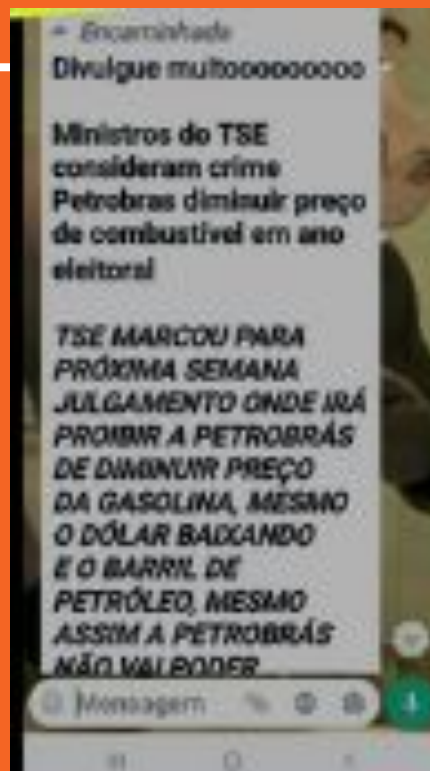 Encaminhada
Divulgue muitoooooooooo
Ministros do TSE
consideram crime
Petrobras diminuir preço
de combustível em ano
eleitoral
TSE MARCOU PARA
PRÓXIMA SEMANA
JULGAMENTO ONDE IRÁ
PROIBIR A PETROBRÁS
DE DIMINUIR PREÇO
DA GASOLINA, MESMO
O DÓLAR BAIXANDO
E O BARRIL DE
PETRÓLEO, MESMO
ASSIM A PETROBRÁS
NÃO VAI PODER
Mensagem